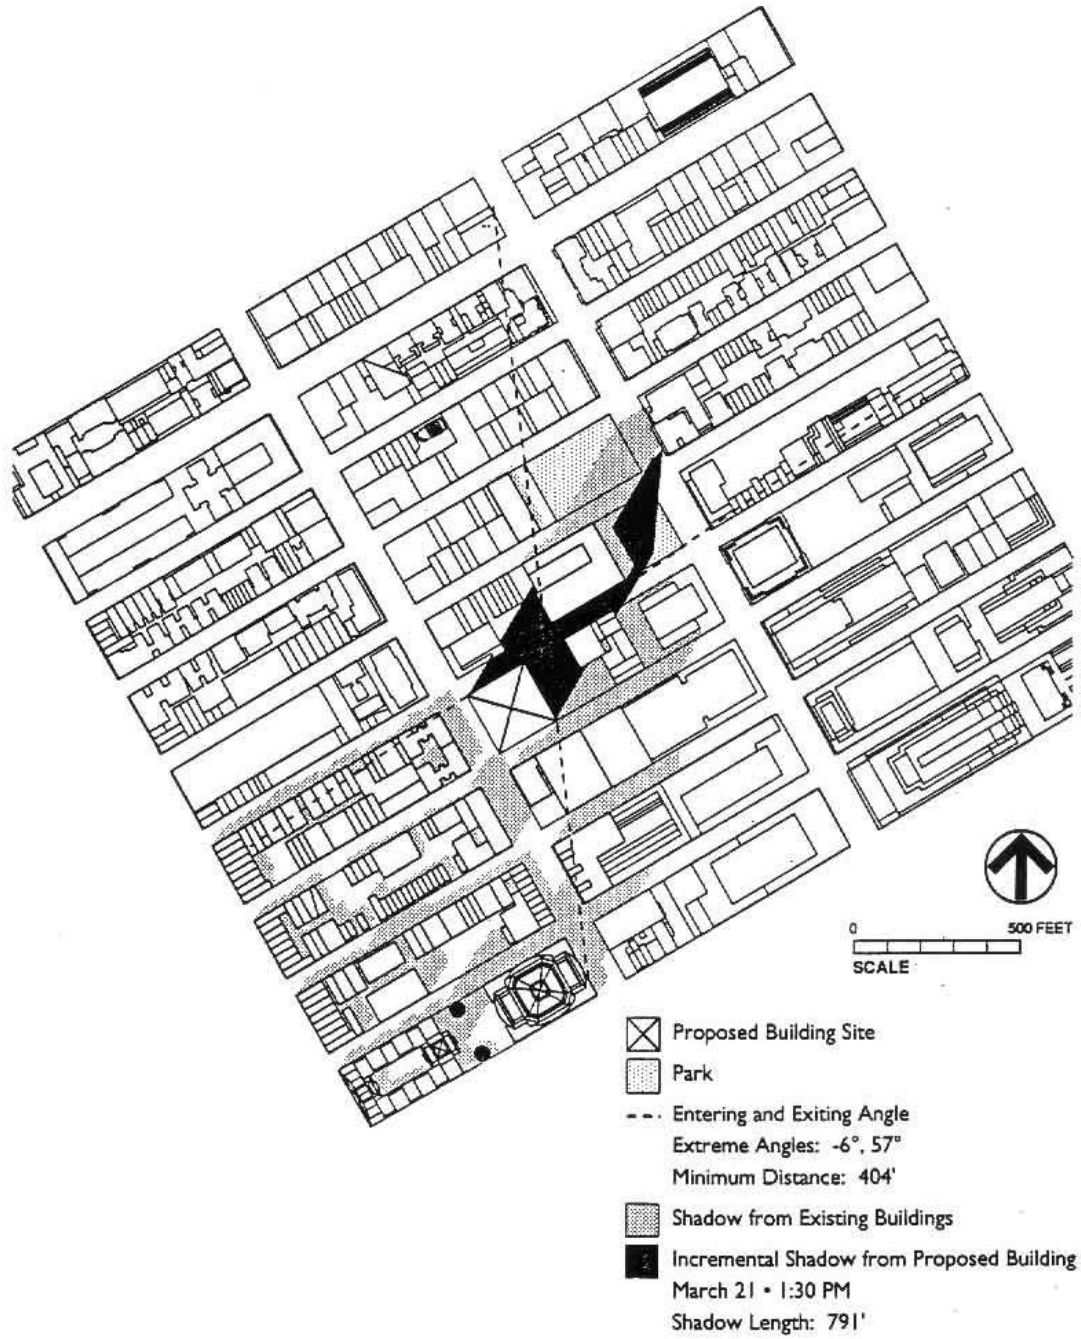 0 500 FEET
SCALE
Proposed Building Site
Park
Entering and Exiting Angle
Extreme Angles: -6°, 57°
Minimum Distance: 404'
Shadow from Existing Buildings
Incremental Shadow from Proposed Building
March 21 • 1:30 PM
Shadow Length: 791'